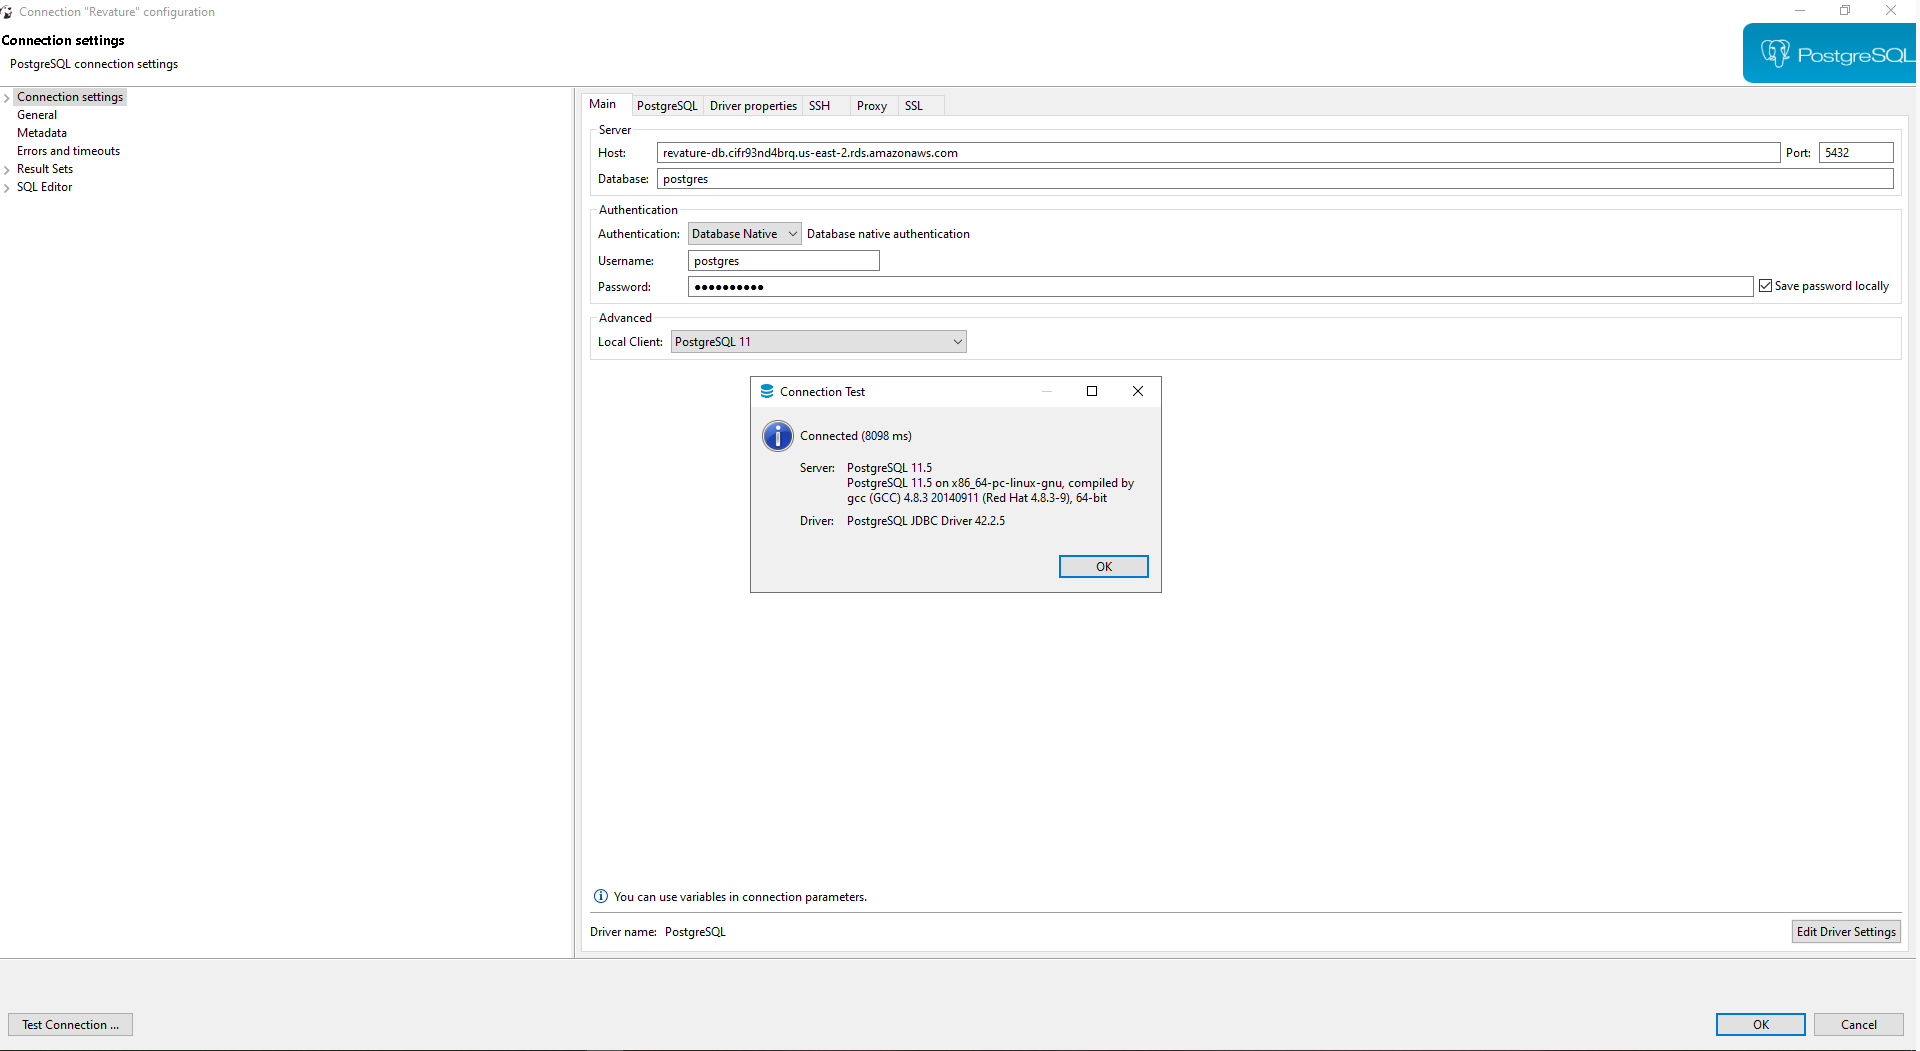 Connection "Revature" configuration
Connection settings
PostgreSQL connection settings
PostgreSQL
Connection settings
General
Metadata
Errors and timeouts
Result Sets
SQL Editor
Main PostgreSQL Driver properties SSH Proxy SSL
Server
Host: revature-db.cifr93nd4brq.us-east-2.rds.amazonaws.com Port: 5432
Database: postgres
Authentication
Authentication: Database Native Database native authentication
Username: postgres
Password: ●●●●●●●●●● Save password locally
Advanced
Local Client: PostgreSQL 11
Connection Test
Connected (8098 ms)
Server: PostgreSQL 11.5
PostgreSQL 11.5 on x86_64-pc-linux-gnu, compiled by
gcc (GCC) 4.8.3 20140911 (Red Hat 4.8.3-9), 64-bit
Driver: PostgreSQL JDBC Driver 42.2.5
OK
You can use variables in connection parameters.
Driver name: PostgreSQL Edit Driver Settings
Test Connection ... OK Cancel